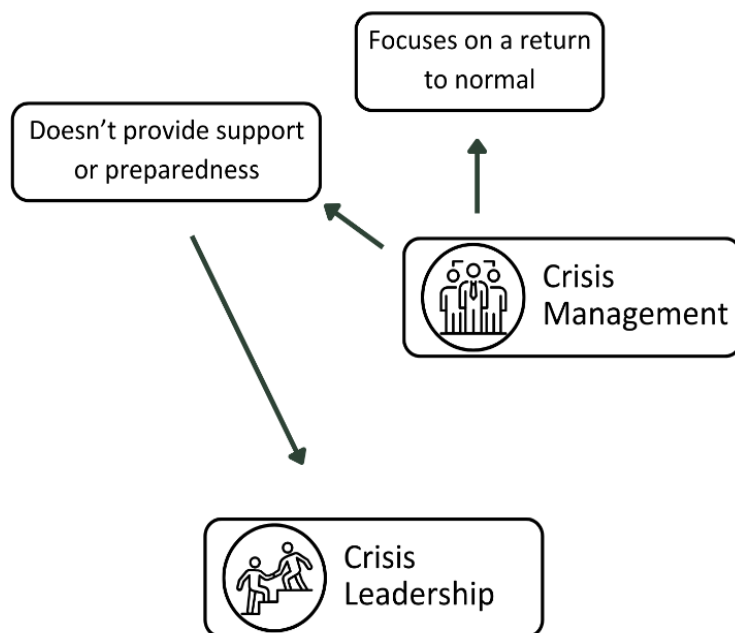 Focuses on a return
to normal
Doesn’t provide support
or preparedness
Crisis
Management
Crisis
Leadership